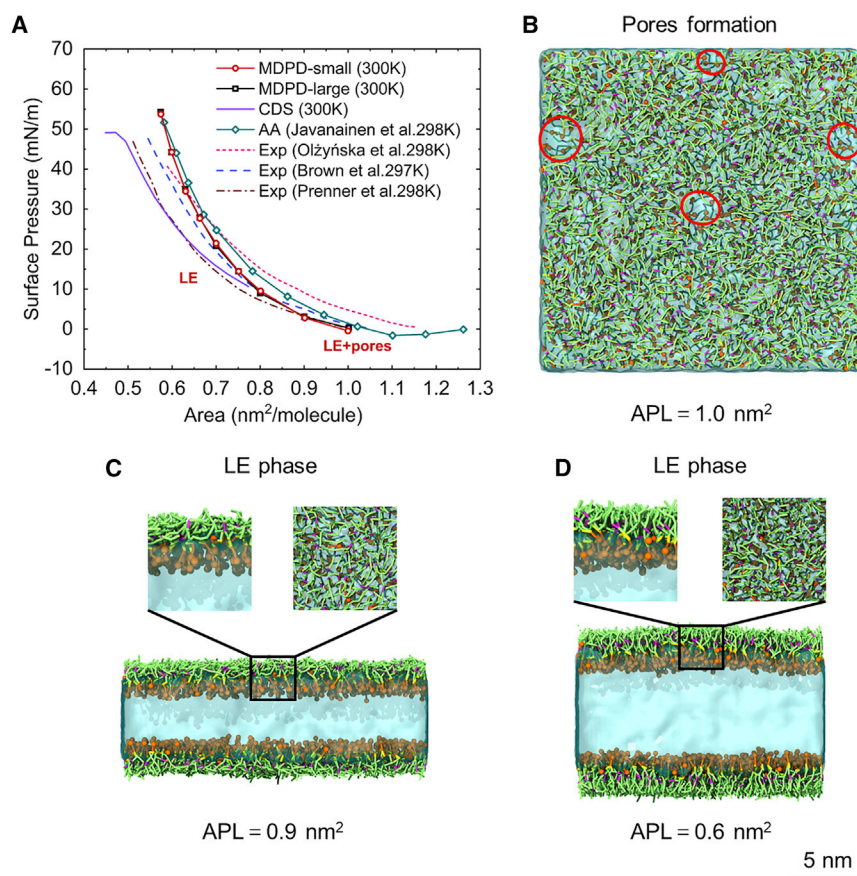 A
Surface Pressure (mN/m)
70
60
50
40
30
20
10
0
-10
MDPD-small (300K)
MDPD-large (300K)
CDS (300K)
AA (Javanainen et al.298K)
Exp (Olżyńska et al.298K)
Exp (Brown et al.297K)
Exp (Prenner et al.298K)
LE
LE+pores
0.4 0.5 0.6 0.7 0.8 0.9 1.0 1.1 1.2 1.3
Area (nm²/molecule)
B
Pores formation
APL = 1.0 nm²
C
LE phase
APL = 0.9 nm²
D
LE phase
APL = 0.6 nm²
5 nm